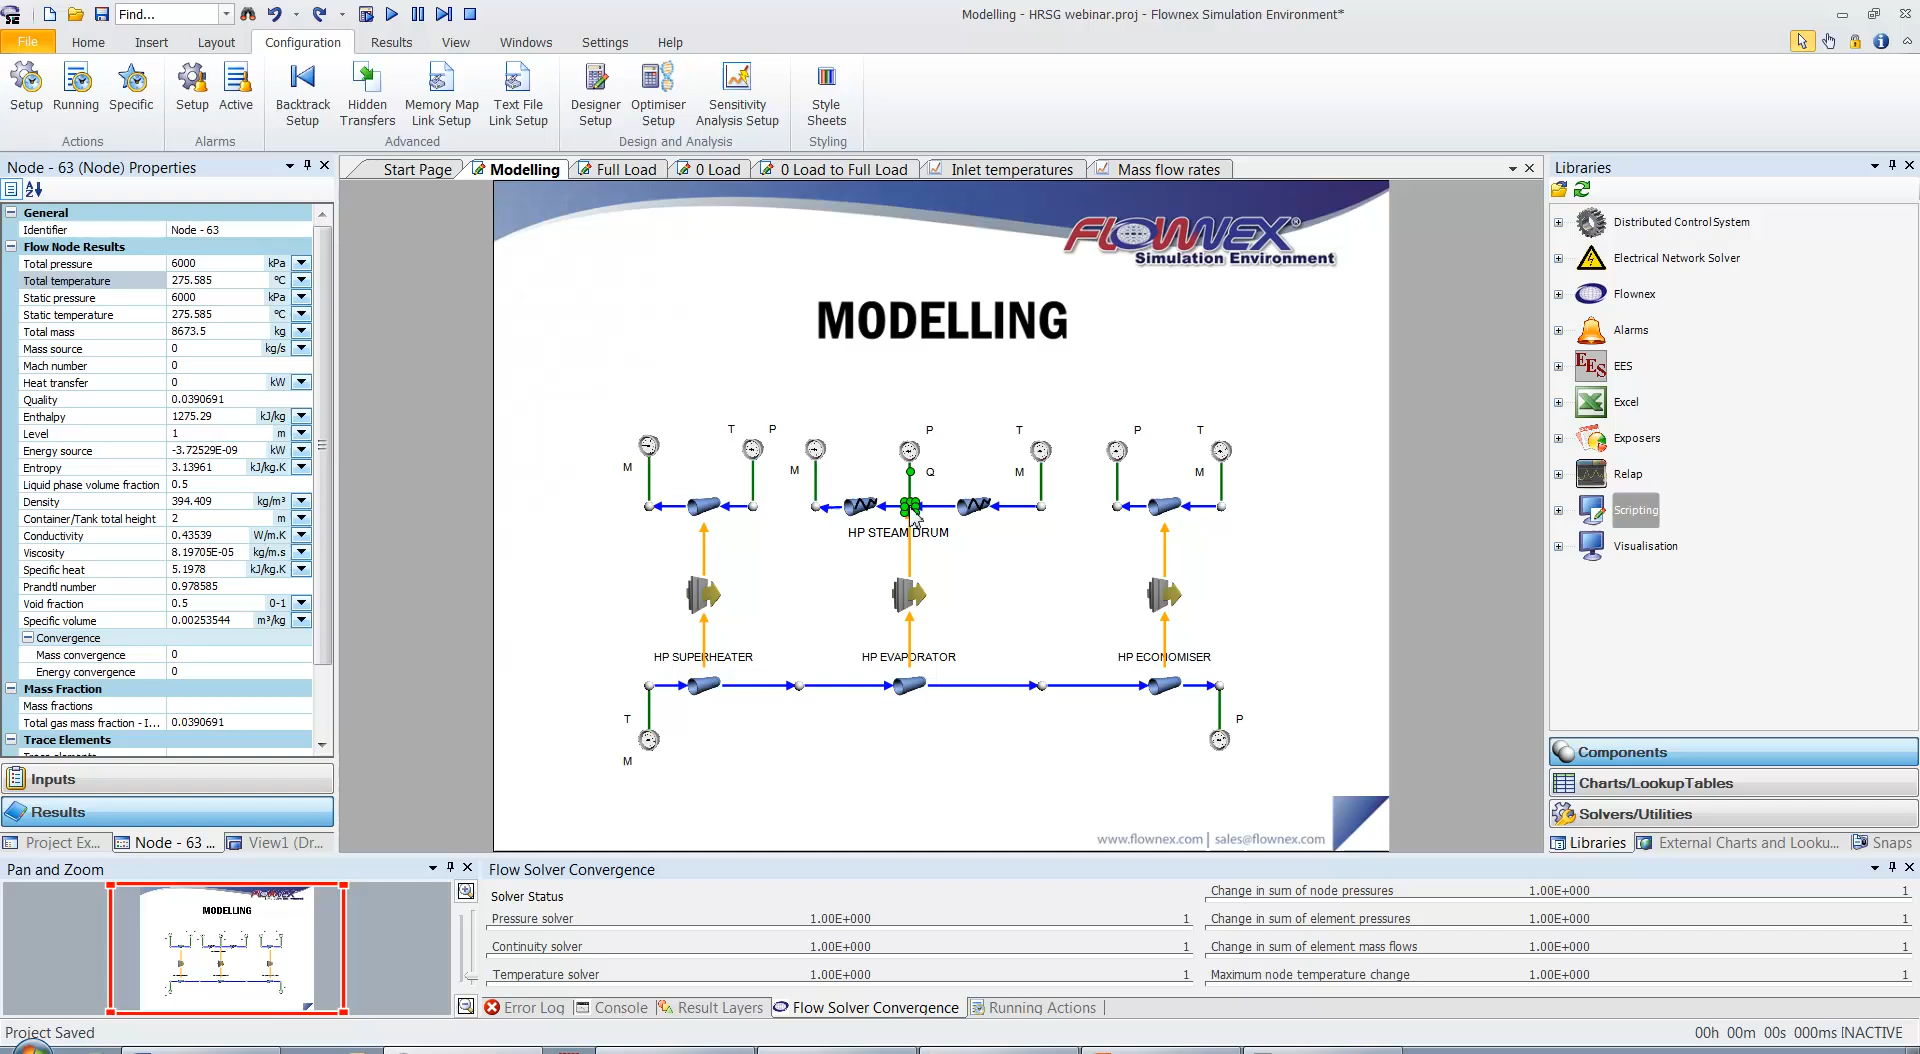 Find...
Modelling - HRSG webinar.proj - Flownex Simulation Environment*
File Home Insert Layout Configuration Results View Windows Settings Help
Setup Running Specific Setup Active Backtrack Setup Hidden Transfers Memory Map Link Setup Text File Link Setup Designer Setup Optimiser Setup Sensitivity Analysis Setup Style Sheets
Actions Alarms Advanced Design and Analysis Styling
Node - 63 (Node) Properties
General
Identifier Node - 63
Flow Node Results
Total pressure 6000 kPa
Total temperature 275.585 °C
Static pressure 6000 kPa
Static temperature 275.585 °C
Total mass 8673.5 kg
Mass source 0 kg/s
Mach number 0
Heat transfer 0 kW
Quality 0.0390691
Enthalpy 1275.29 kJ/kg
Level 1 m
Energy source -3.72529E-09 kW
Entropy 3.13961 kJ/kg.K
Liquid phase volume fraction 0.5
Density 394.409 kg/m³
Container/Tank total height 2 m
Conductivity 0.43539 W/m.K
Viscosity 8.19705E-05 kg/m.s
Specific heat 5.1978 kJ/kg.K
Prandtl number 0.978585
Void fraction 0.5 0-1
Specific volume 0.00253544 m³/kg
Convergence
Mass convergence 0
Energy convergence 0
Mass Fraction
Mass fractions
Total gas mass fraction - I... 0.0390691
Trace Elements
Inputs
Results
Project Ex... Node - 63 ... View1 (Dr...
Start Page Modelling Full Load 0 Load 0 Load to Full Load Inlet temperatures Mass flow rates
FLOWNEX®
Simulation Environment
MODELLING
T P P T P T
M M Q M M
HP STEAM DRUM
HP SUPERHEATER HP EVAPORATOR HP ECONOMISER
T P
M
www.flownex.com | sales@flownex.com
Libraries
Distributed Control System
Electrical Network Solver
Flownex
Alarms
EES
EES
Excel
Exposers
Relap
Scripting
Visualisation
Components
Charts/LookupTables
Solvers/Utilities
Libraries External Charts and Looku... Snaps
Pan and Zoom
MODELLING
Flow Solver Convergence
Solver Status
Pressure solver 1.00E+000 1
Continuity solver 1.00E+000 1
Temperature solver 1.00E+000 1
Change in sum of node pressures 1.00E+000 1
Change in sum of element pressures 1.00E+000 1
Change in sum of element mass flows 1.00E+000 1
Maximum node temperature change 1.00E+000 1
Error Log Console Result Layers Flow Solver Convergence Running Actions
Project Saved
00h 00m 00s 000ms INACTIVE